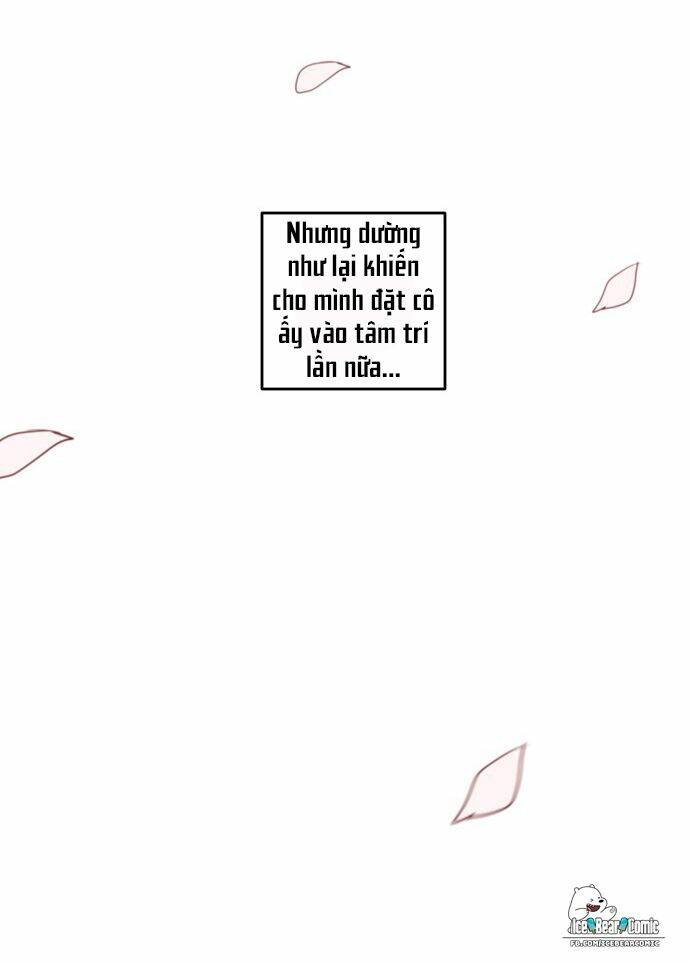 Nhưng dường
như lại khiến
cho mình đặt cô
ấy vào tâm trí
lần nữa...
Ice Bear Comic
FB.COM/ICEBEARCOMIC